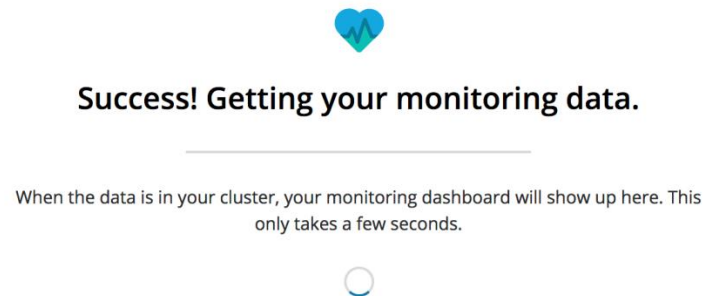 Success! Getting your monitoring data.
When the data is in your cluster, your monitoring dashboard will show up here. This
only takes a few seconds.